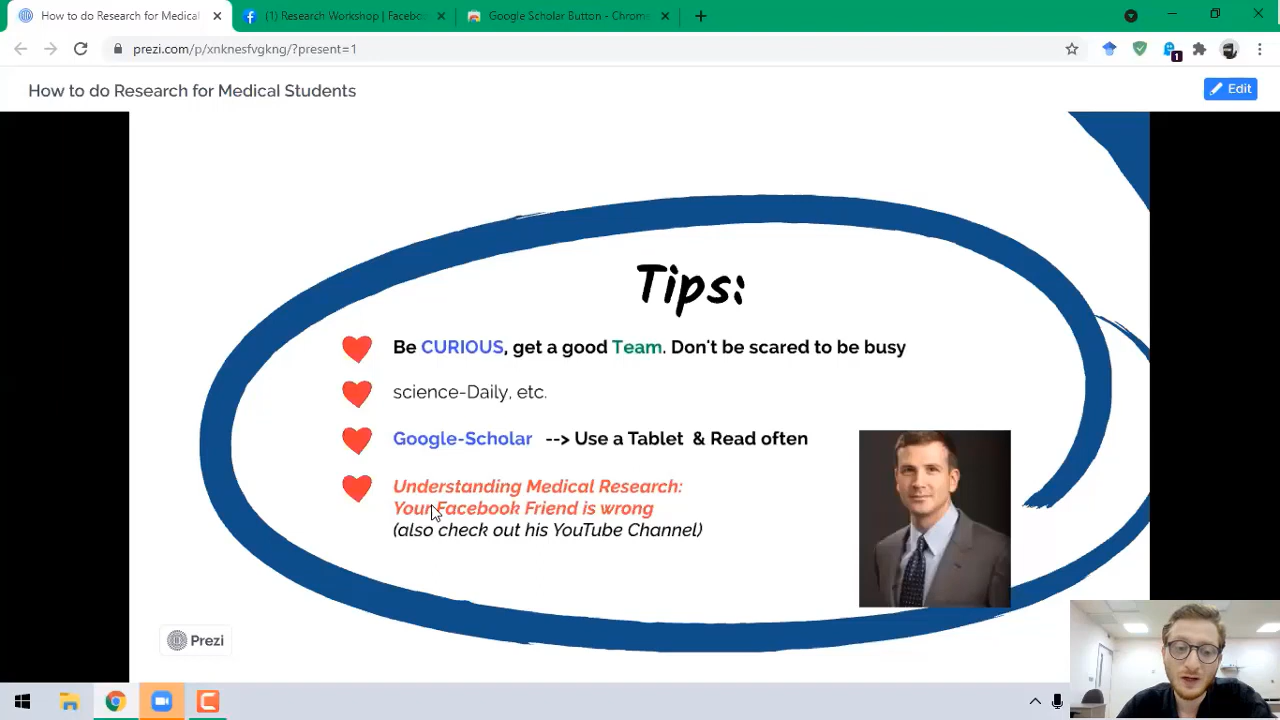 How to do Research for Medical
(1) Research Workshop | Facebo
Google Scholar Button - Chrome
prezi.com/p/xnknesfvgkng/?present=1
1
How to do Research for Medical Students
Edit
Tips:
Be CURIOUS, get a good Team. Don't be scared to be busy
science-Daily, etc.
Google-Scholar --> Use a Tablet & Read often
Understanding Medical Research:
Your Facebook Friend is wrong
(also check out his YouTube Channel)
Prezi